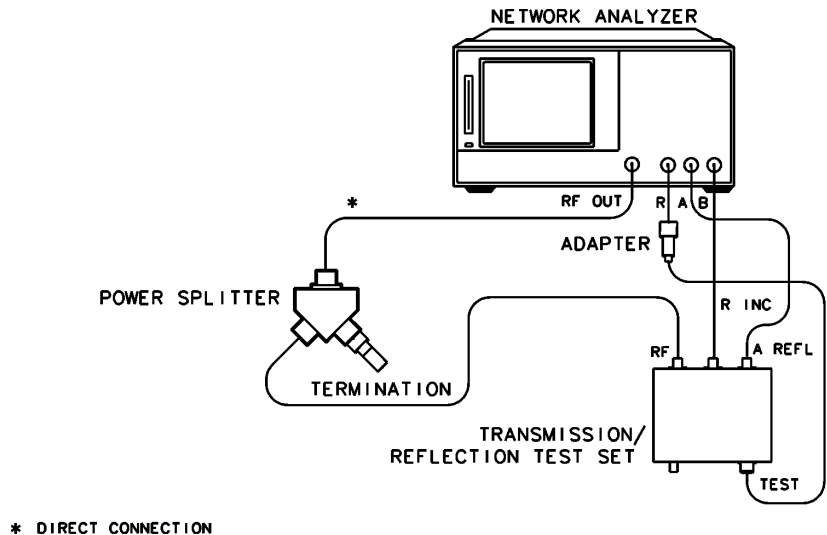 NETWORK ANALYZER
*
RF OUT
R
A
B
ADAPTER
POWER SPLITTER
R INC
RF
A REFL
TERMINATION
TRANSMISSION/
REFLECTION TEST SET
TEST
* DIRECT CONNECTION